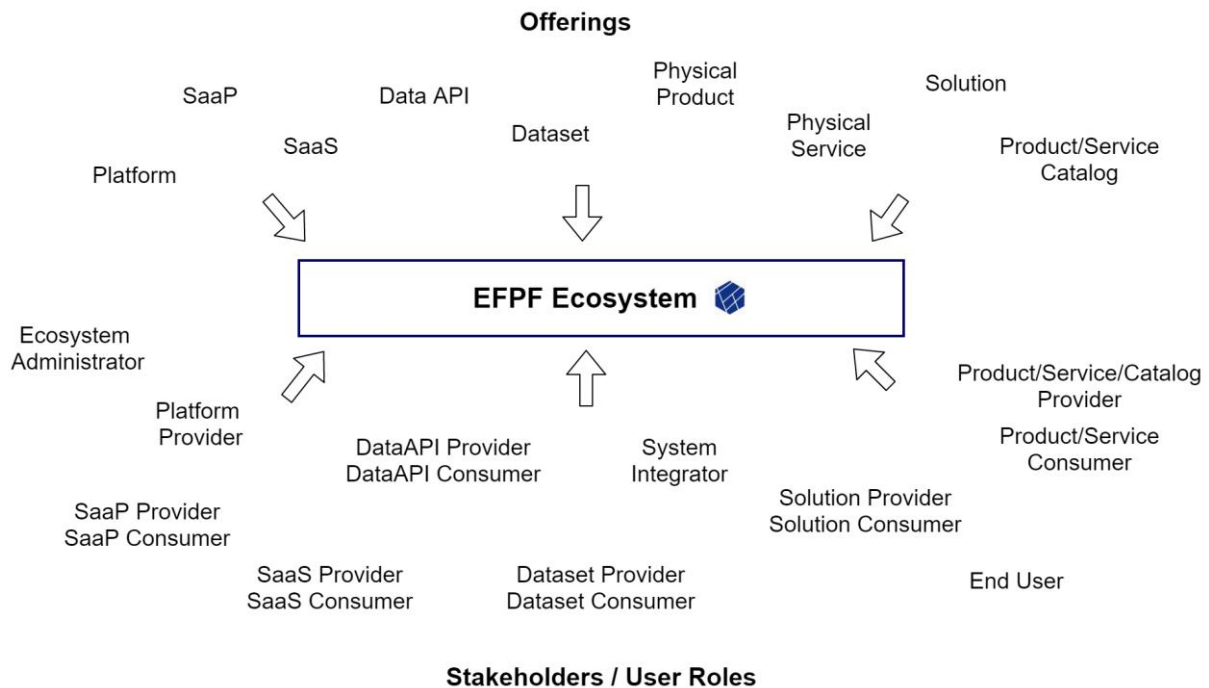 Offerings
SaaP
Data API
Physical
Product
Solution
SaaS
Dataset
Physical
Service
Product/Service
Catalog
Platform
EFPF Ecosystem
Ecosystem
Administrator
Platform
Provider
DataAPI Provider
DataAPI Consumer
System
Integrator
Product/Service/Catalog
Provider
Product/Service
Consumer
SaaP Provider
SaaP Consumer
Solution Provider
Solution Consumer
SaaS Provider
SaaS Consumer
Dataset Provider
Dataset Consumer
End User
Stakeholders / User Roles